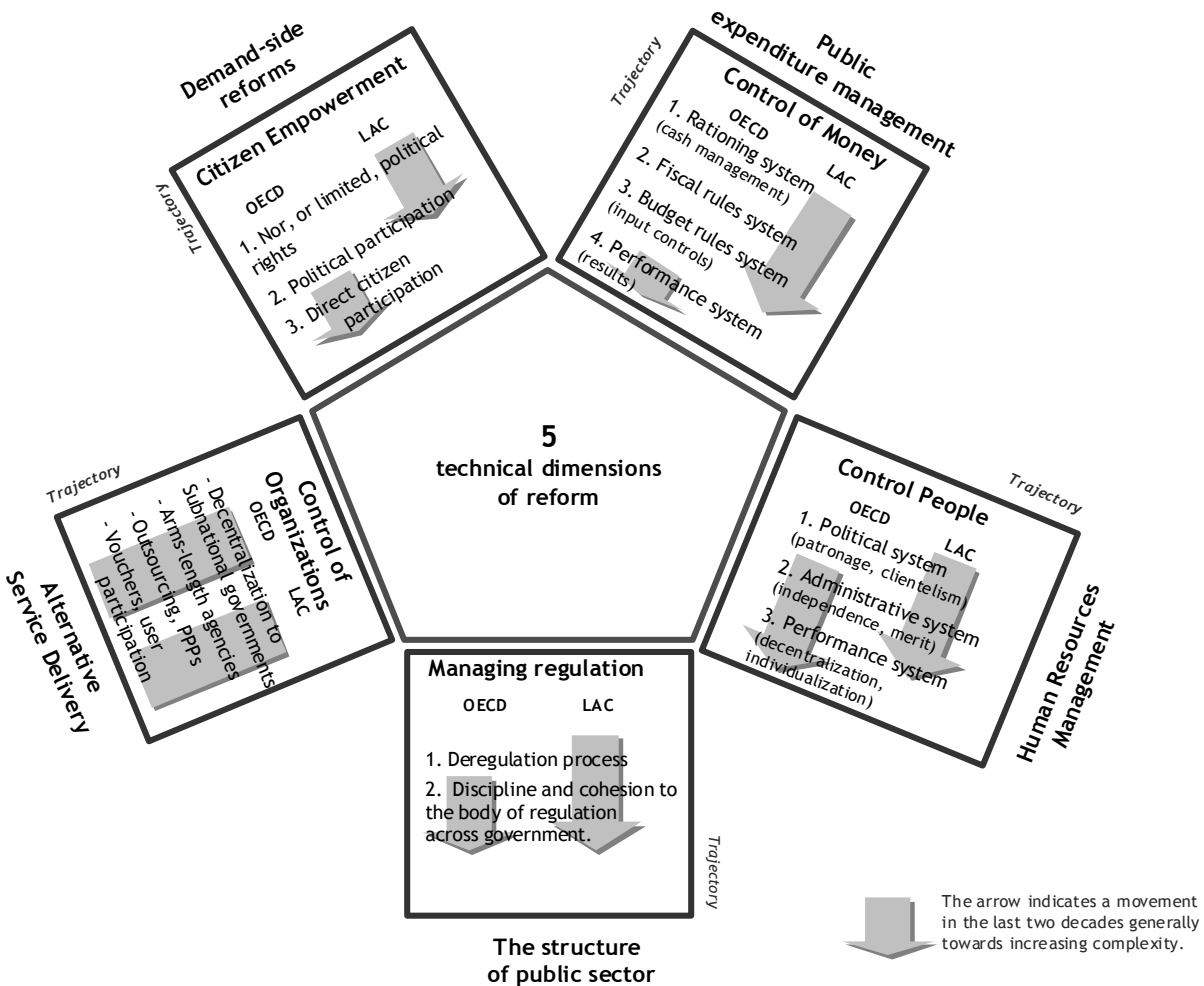 Demand-side
reforms
Trajectory
Citizen Empowerment
OECD
LAC
1. Nor, or limited, political
rights
2. Political participation
3. Direct citizen
participation
Public
expenditure management
Trajectory
Control of Money
OECD
LAC
1. Rationing system
(cash management)
2. Fiscal rules system
3. Budget rules system
(input controls)
4. Performance system
(results)
5
technical dimensions
of reform
Trajectory
Alternative
Service Delivery
Control of
Organizations
OECD
LAC
- Decentralization to
Subnational governments
- Arms-length agencies
- Outsourcing, PPPs
- Vouchers, user
participation
Trajectory
Human Resources
Management
Control People
OECD
LAC
1. Political system
(patronage, clientelism)
2. Administrative system
(independence, merit)
3. Performance system
(decentralization,
individualization)
Managing regulation
OECD
LAC
1. Deregulation process
2. Discipline and cohesion to
the body of regulation
across government.
Trajectory
The structure
of public sector
The arrow indicates a movement
in the last two decades generally
towards increasing complexity.